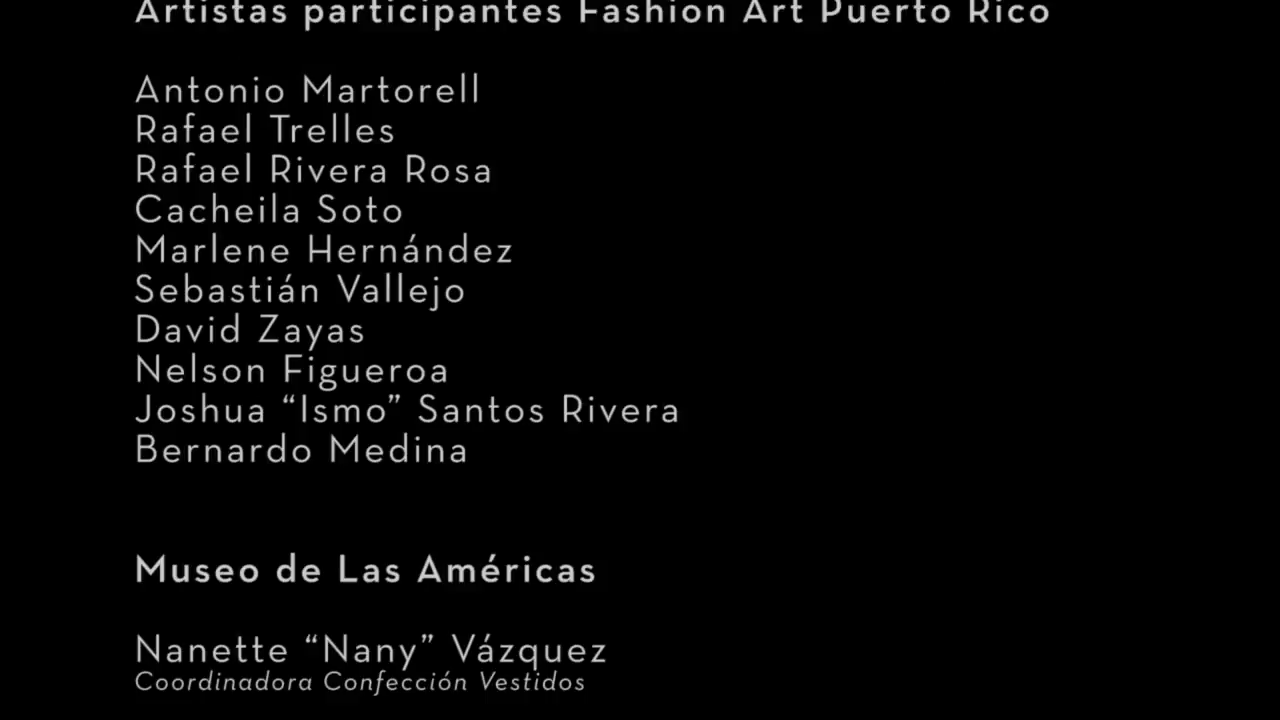 Artistas participantes Fashion Art Puerto Rico
Antonio Martorell
Rafael Trelles
Rafael Rivera Rosa
Cacheila Soto
Marlene Hernández
Sebastián Vallejo
David Zayas
Nelson Figueroa
Joshua “Ismo” Santos Rivera
Bernardo Medina
Museo de Las Américas
Nanette “Nany” Vázquez
Coordinadora Confección Vestidos